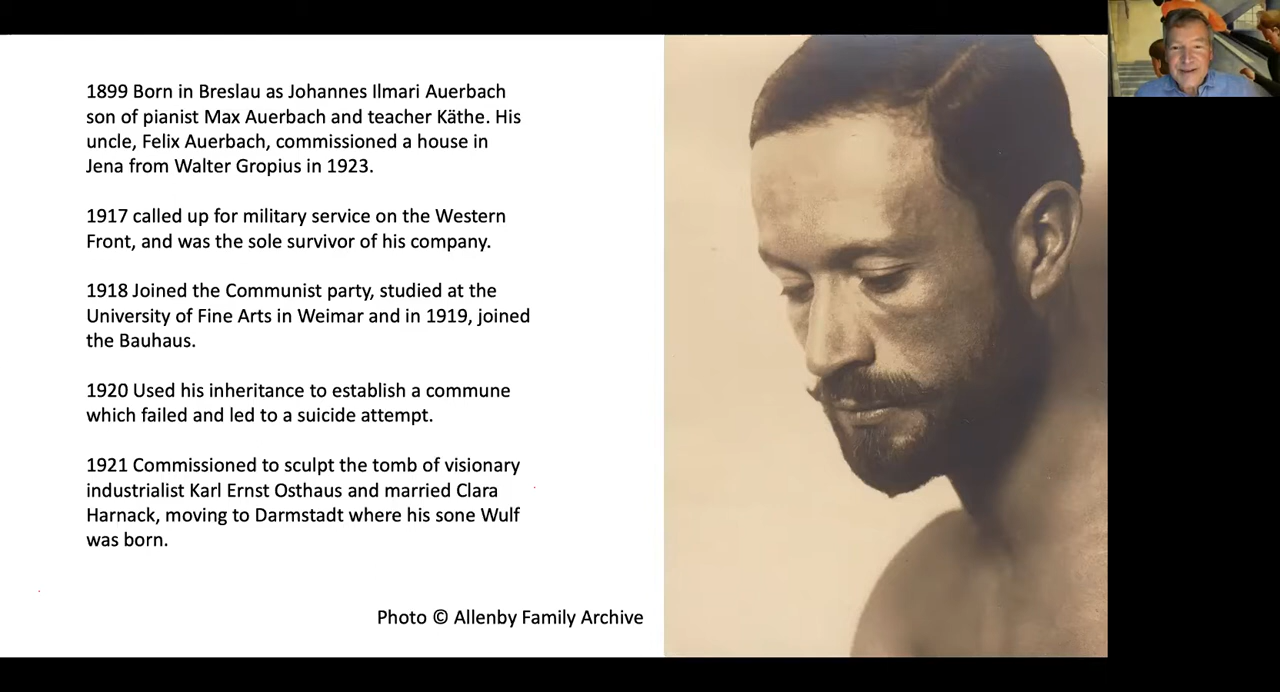 1899 Born in Breslau as Johannes Ilmari Auerbach
son of pianist Max Auerbach and teacher Käthe. His
uncle, Felix Auerbach, commissioned a house in
Jena from Walter Gropius in 1923.
1917 called up for military service on the Western
Front, and was the sole survivor of his company.
1918 Joined the Communist party, studied at the
University of Fine Arts in Weimar and in 1919, joined
the Bauhaus.
1920 Used his inheritance to establish a commune
which failed and led to a suicide attempt.
1921 Commissioned to sculpt the tomb of visionary
industrialist Karl Ernst Osthaus and married Clara
Harnack, moving to Darmstadt where his sone Wulf
was born.
Photo © Allenby Family Archive